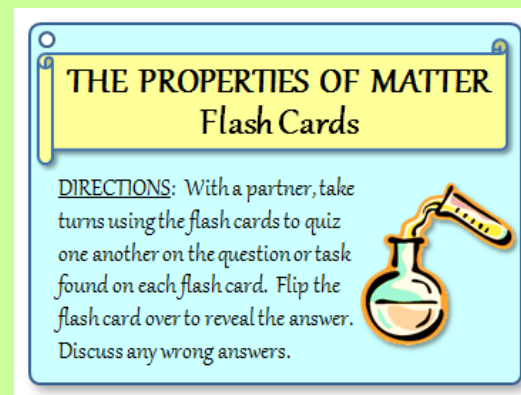 THE PROPERTIES OF MATTER
Flash Cards
DIRECTIONS: With a partner, take
turns using the flash cards to quiz
one another on the question or task
found on each flash card. Flip the
flash card over to reveal the answer.
Discuss any wrong answers.